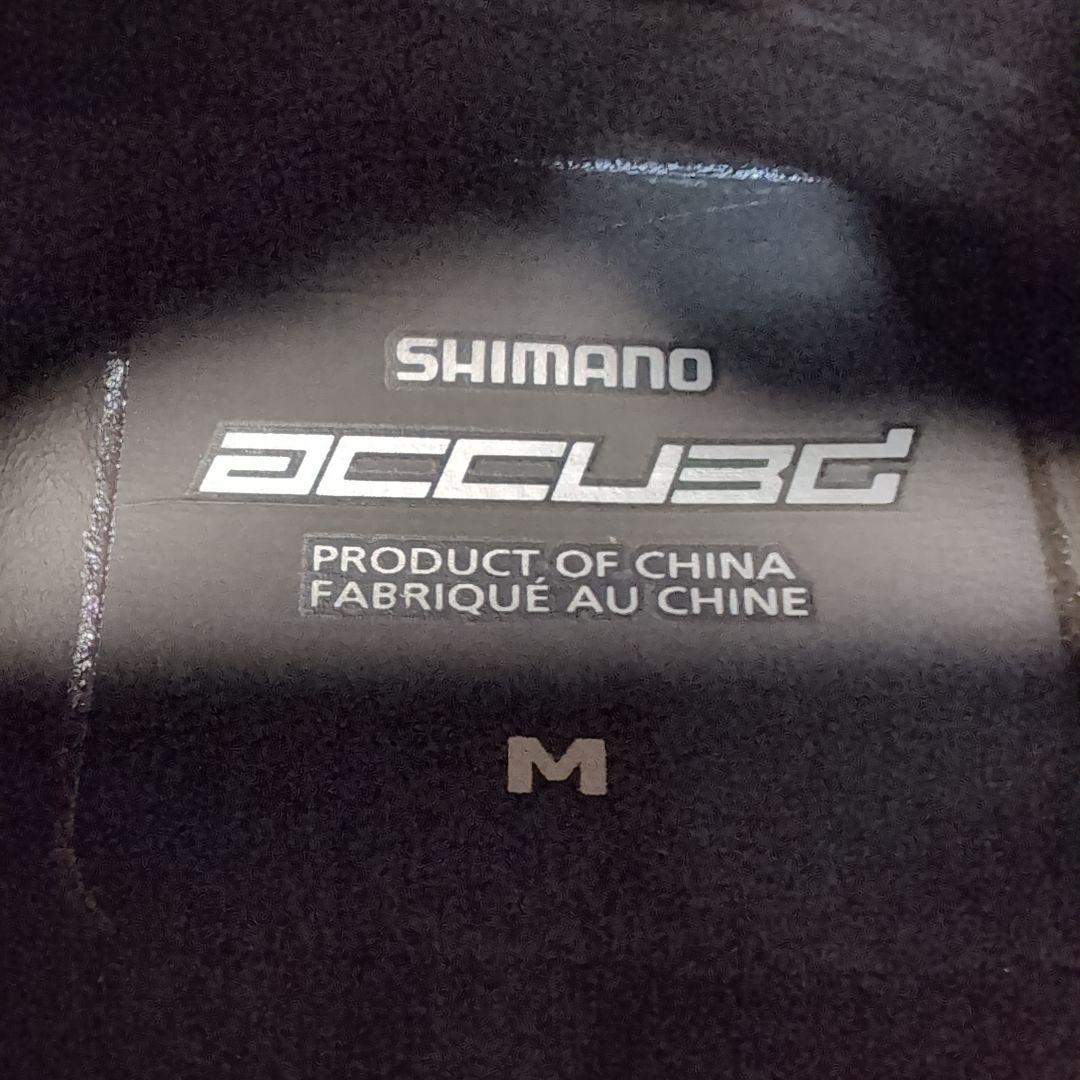 SHIMANO
ACCU3D
PRODUCT OF CHINA
FABRIQUÉ AU CHINE
M